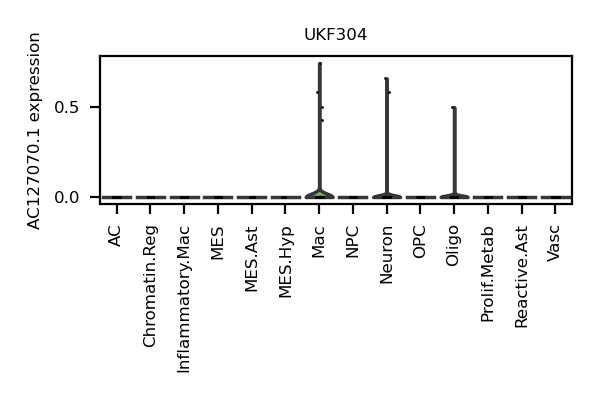 UKF304
AC127070.1 expression
0.5
0.0
AC
Chromatin.Reg
Inflammatory.Mac
MES
MES.Ast
MES.Hyp
Mac
NPC
Neuron
OPC
Oligo
Prolif.Metab
Reactive.Ast
Vasc